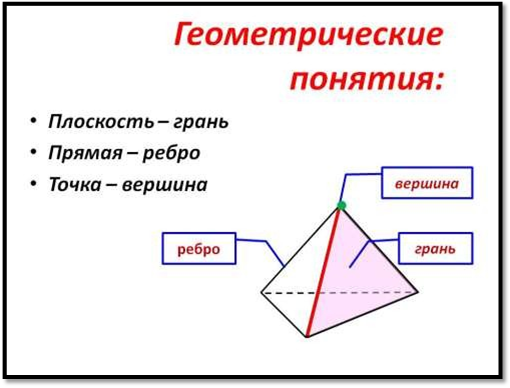 Геометрические
понятия:
• Плоскость – грань
• Прямая – ребро
• Точка – вершина
вершина
ребро
грань